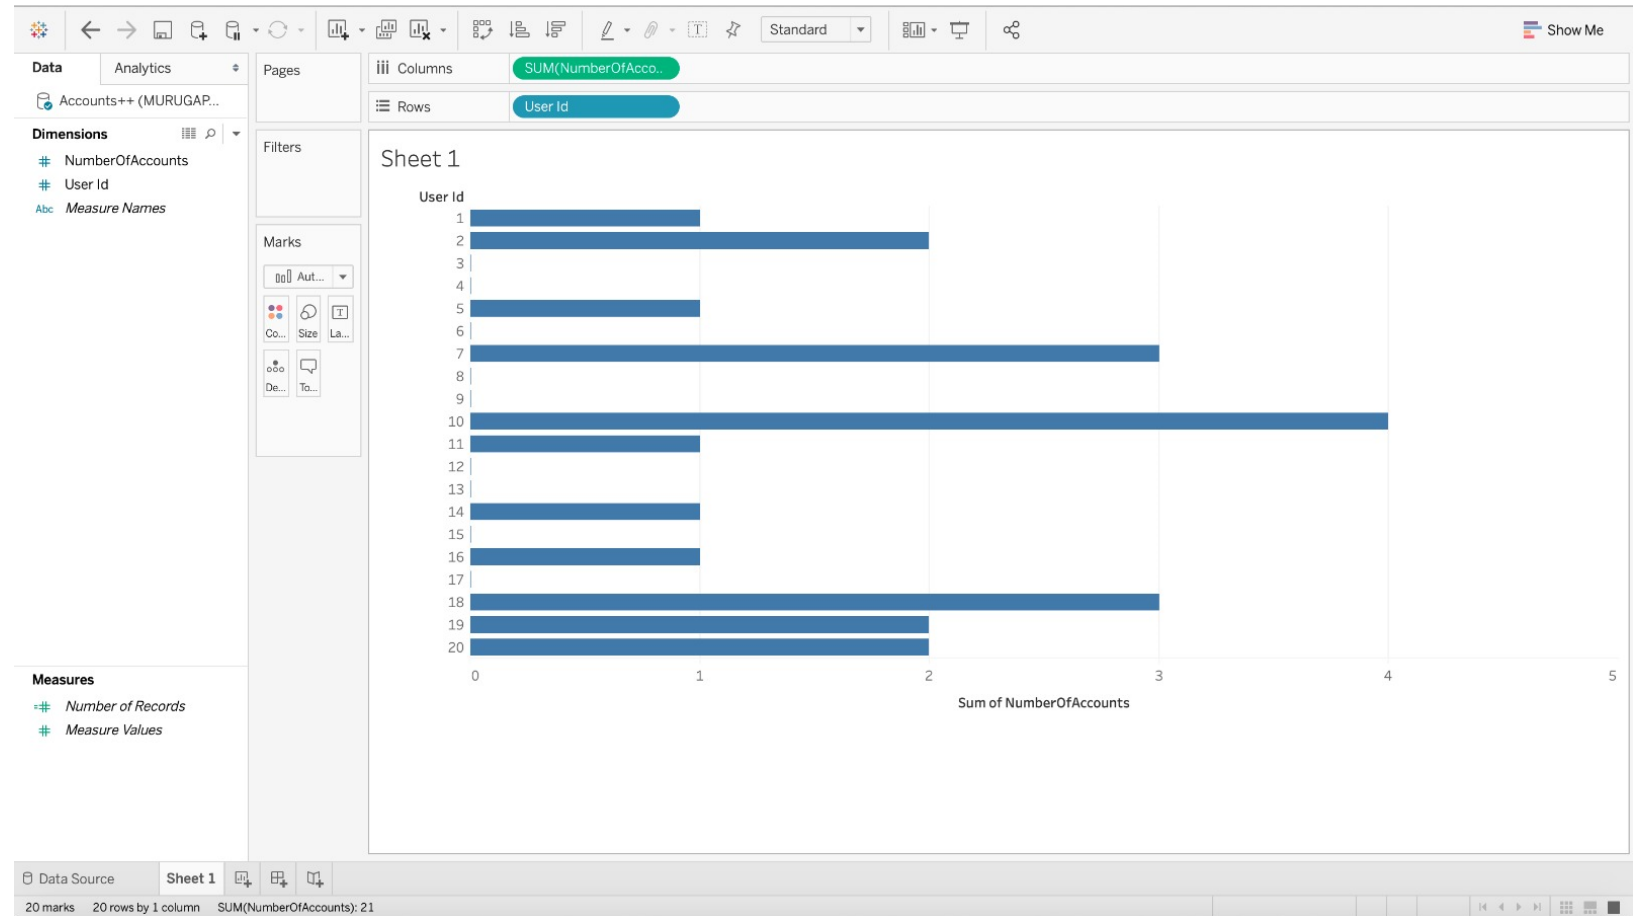 Standard
Show Me
Data
Analytics
Pages
Columns
SUM(NumberOfAcco..
Accounts++ (MURUGAP...
Rows
User Id
Dimensions
Filters
NumberOfAccounts
User Id
Abc Measure Names
Sheet 1
User Id
Marks
Aut...
Co...
Size
La...
De...
To...
1
2
3
4
5
6
7
8
9
10
11
12
13
14
15
16
17
18
19
20
0 1 2 3 4 5
Sum of NumberOfAccounts
Measures
Number of Records
Measure Values
Data Source
Sheet 1
20 marks 20 rows by 1 column SUM(NumberOfAccounts): 21